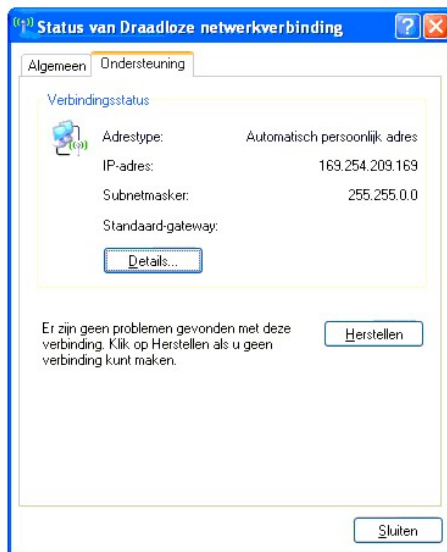 Status van Draadloze netwerkverbinding
Algemeen Ondersteuning
Verbindingsstatus
Adrestype: Automatisch persoonlijk adres
IP-adres: 169.254.209.169
Subnetmasker: 255.255.0.0
Standaard-gateway:
Details...
Er zijn geen problemen gevonden met deze
verbinding. Klik op Herstellen als u geen
verbinding kunt maken.
Herstellen
Sluiten